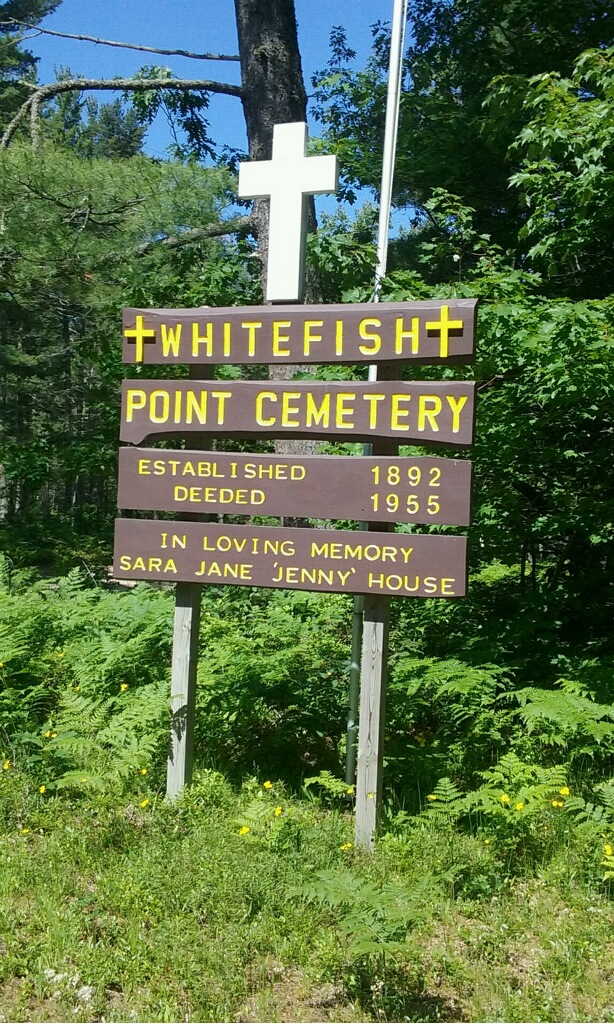 WHITEFISH
POINT CEMETERY
ESTABLISHED 1892
DEEDED 1955
IN LOVING MEMORY
SARA JANE 'JENNY' HOUSE